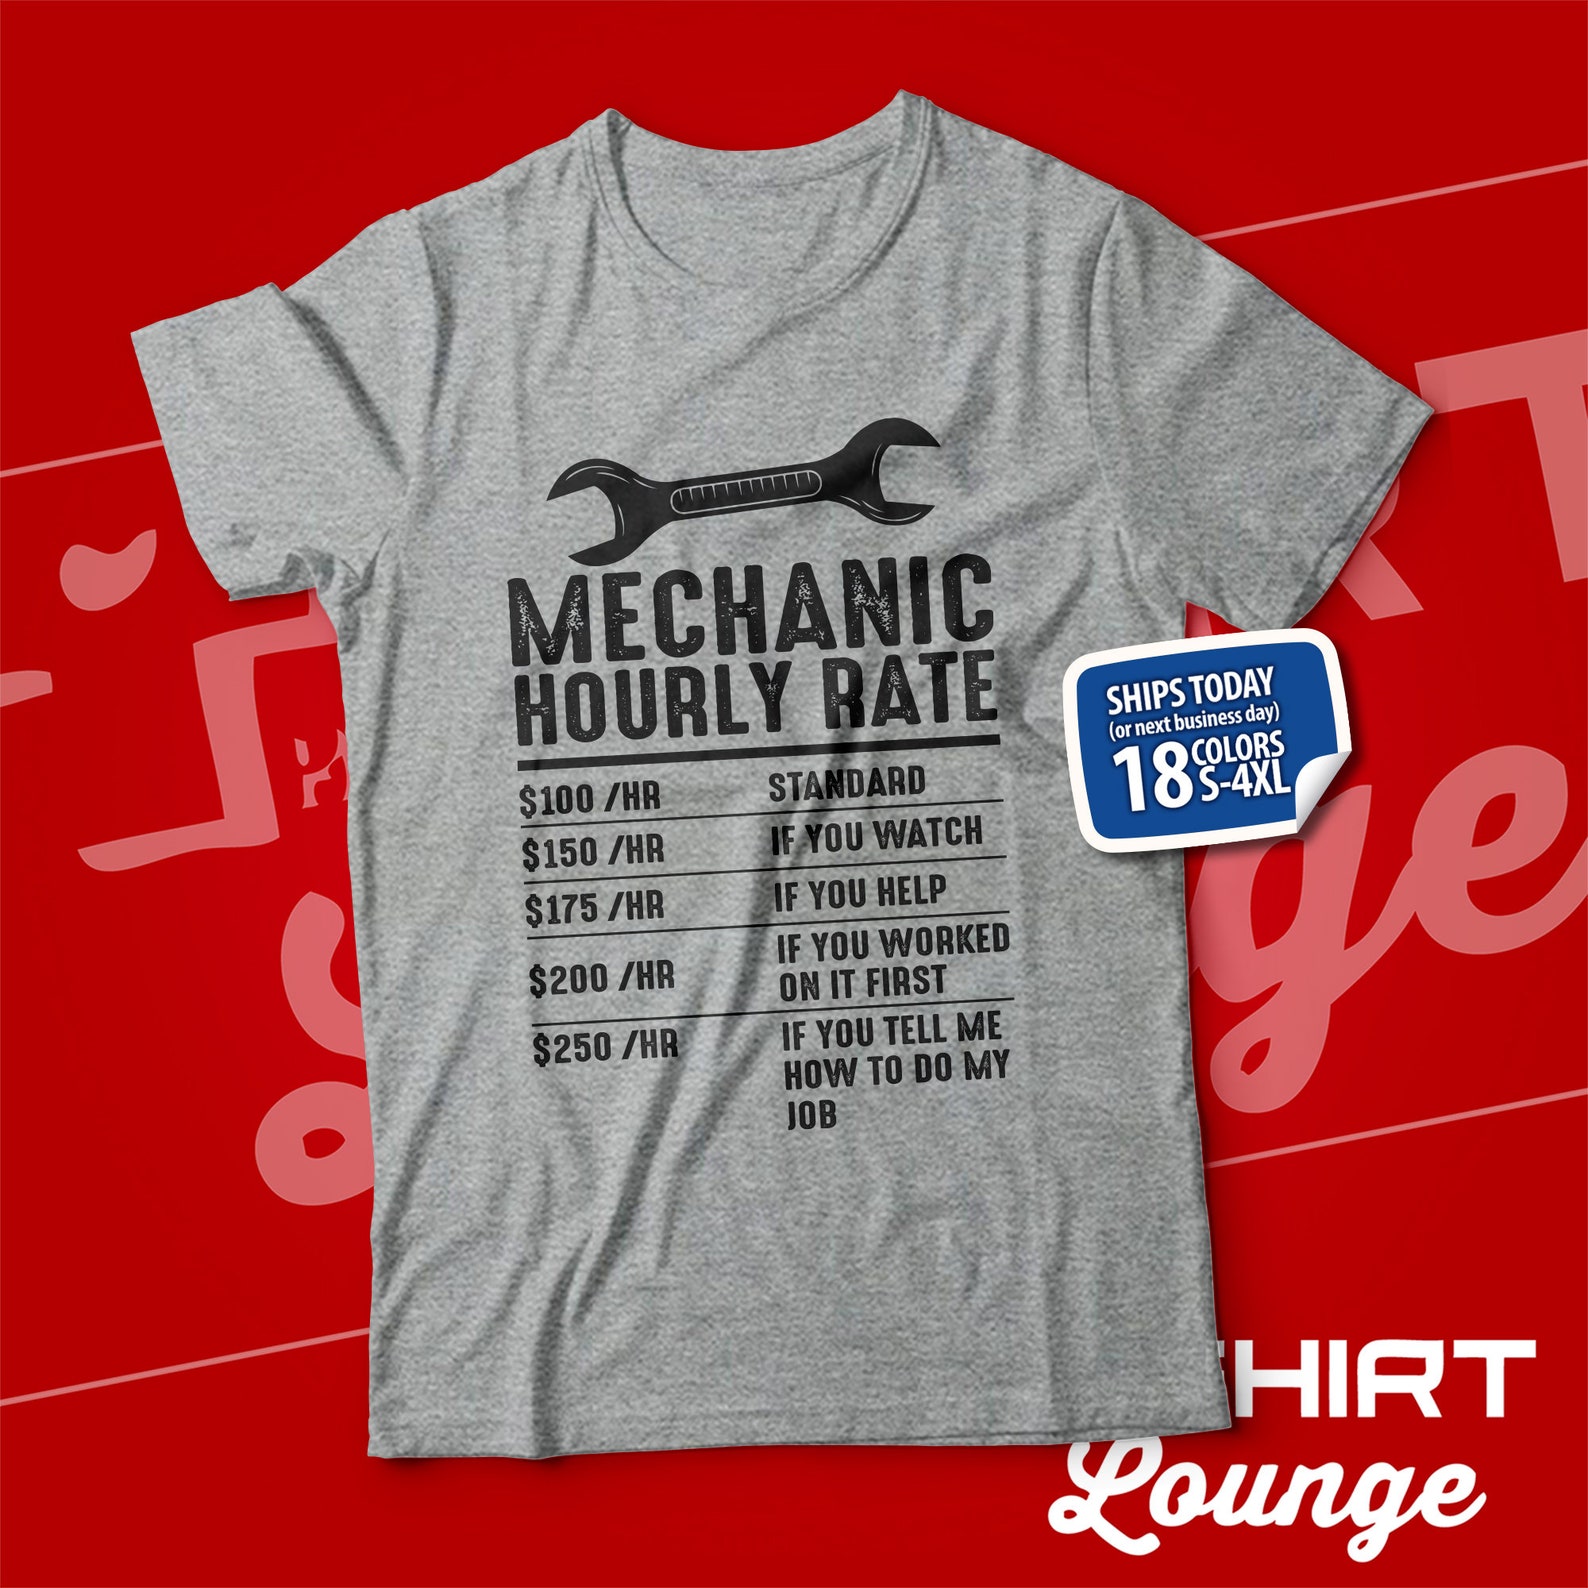 MECHANIC
HOURLY RATE
$100 /HR STANDARD
$150 /HR IF YOU WATCH
$175 /HR IF YOU HELP
$200 /HR IF YOU WORKED
ON IT FIRST
$250 /HR IF YOU TELL ME
HOW TO DO MY
JOB
SHIPS TODAY
(or next business day)
18 COLORS
S-4XL
HIRT
Lounge